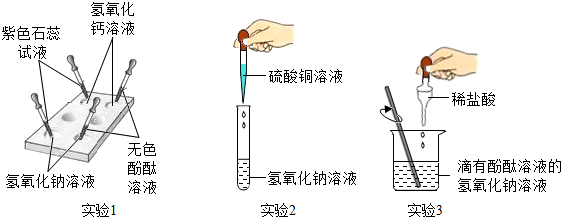 氢氧化
钙溶液
紫色石蕊
试液
氢氧化钠溶液
无色
酚酞
溶液
实验1
硫酸铜溶液
氢氧化钠溶液
实验2
稀盐酸
滴有酚酞溶液的
氢氧化钠溶液
实验3